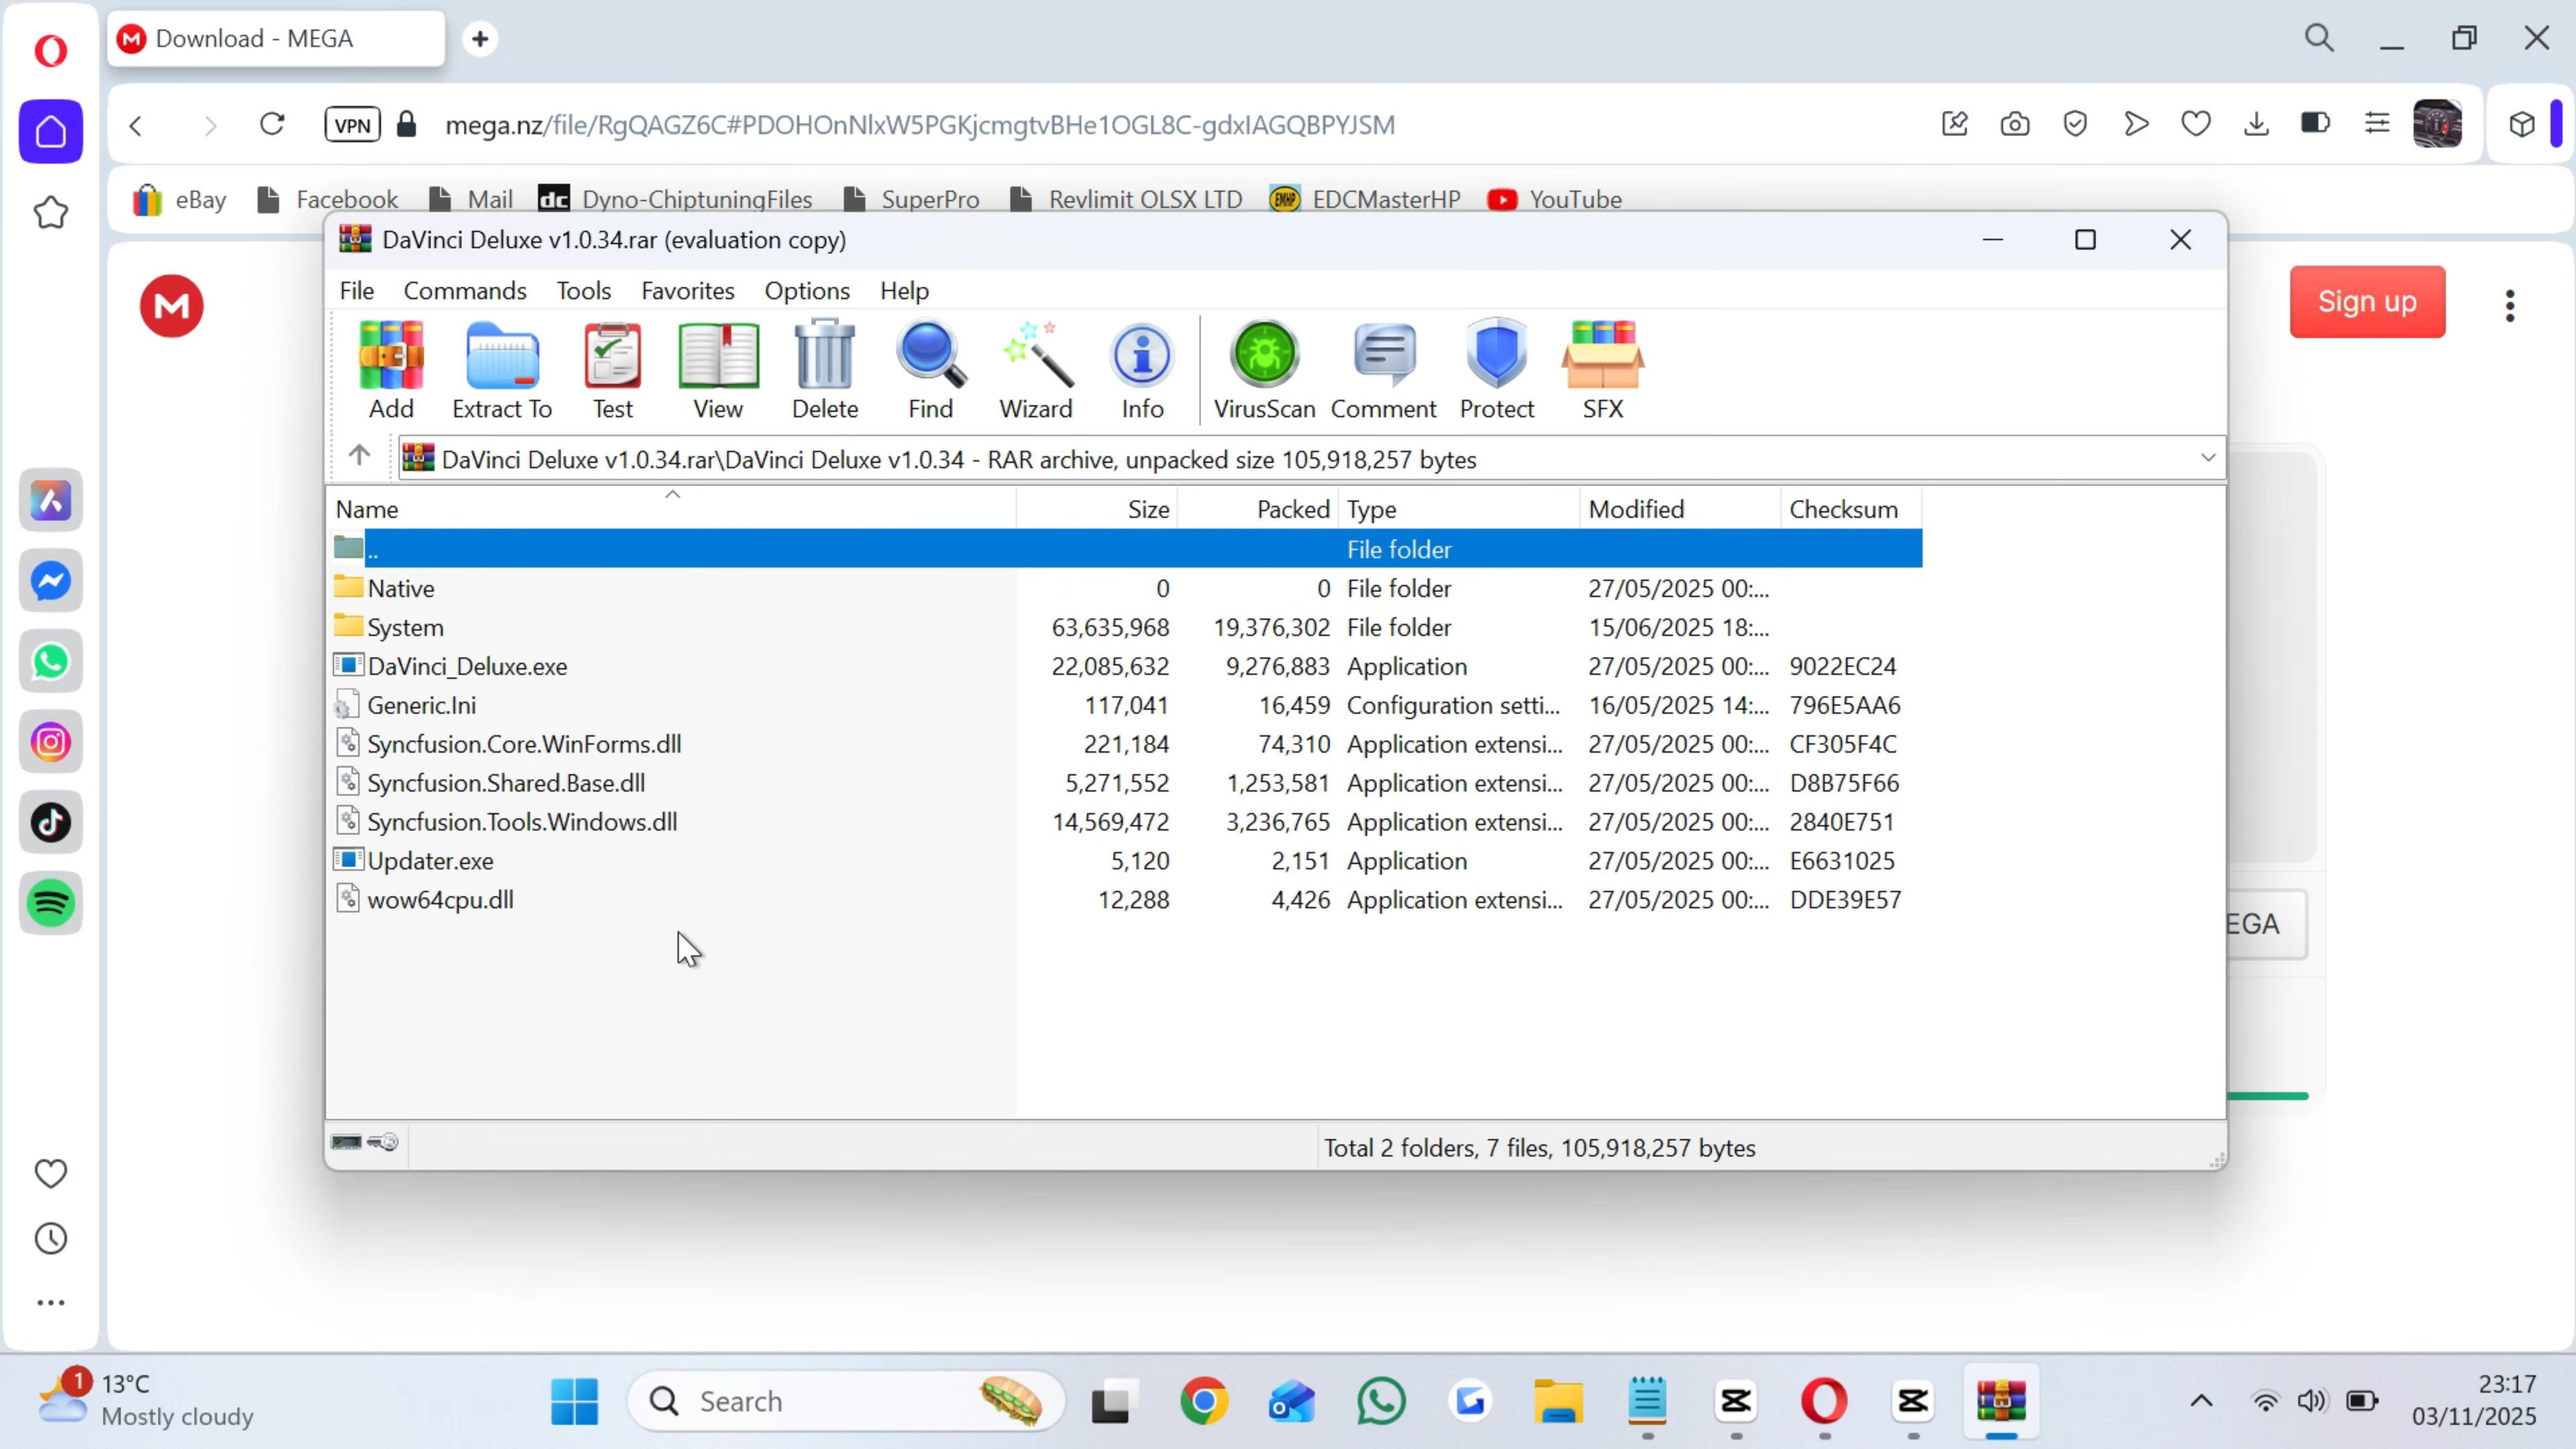 Download - MEGA
VPN
mega.nz/file/RgQAGZ6C#PDOHOnNlxW5PGKjcmgtvBHe1OGL8C-gdxIAGQBPYJSM
eBay Facebook Mail dc Dyno-ChiptuningFiles SuperPro Revlimit OLSX LTD EMHP EDCMasterHP YouTube
DaVinci Deluxe v1.0.34.rar (evaluation copy)
File Commands Tools Favorites Options Help
Sign up
Add Extract To Test View Delete Find Wizard Info VirusScan Comment Protect SFX
DaVinci Deluxe v1.0.34.rar\DaVinci Deluxe v1.0.34 - RAR archive, unpacked size 105,918,257 bytes
Name Size Packed Type Modified Checksum
.. File folder
Native 0 0 File folder 27/05/2025 00:...
System 63,635,968 19,376,302 File folder 15/06/2025 18:...
DaVinci_Deluxe.exe 22,085,632 9,276,883 Application 27/05/2025 00:... 9022EC24
Generic.Ini 117,041 16,459 Configuration setti... 16/05/2025 14:... 796E5AA6
Syncfusion.Core.WinForms.dll 221,184 74,310 Application extensi... 27/05/2025 00:... CF305F4C
Syncfusion.Shared.Base.dll 5,271,552 1,253,581 Application extensi... 27/05/2025 00:... D8B75F66
Syncfusion.Tools.Windows.dll 14,569,472 3,236,765 Application extensi... 27/05/2025 00:... 2840E751
Updater.exe 5,120 2,151 Application 27/05/2025 00:... E6631025
wow64cpu.dll 12,288 4,426 Application extensi... 27/05/2025 00:... DDE39E57
EGA
Total 2 folders, 7 files, 105,918,257 bytes
1
13°C
Mostly cloudy
Search
23:17
03/11/2025